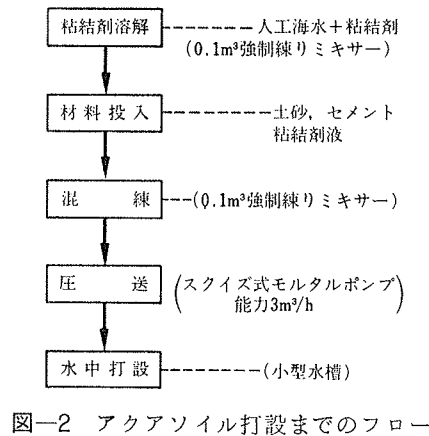 粘結剤溶解 人工海水＋粘結剤
(0.1m³強制練りミキサー)
材料投入 土砂，セメント
粘結剤液
混練 (0.1m³強制練りミキサー)
圧送 (スクイズ式モルタルポンプ
能力3m³/h)
水中打設 (小型水槽)
図―2 アクアソイル打設までのフロー